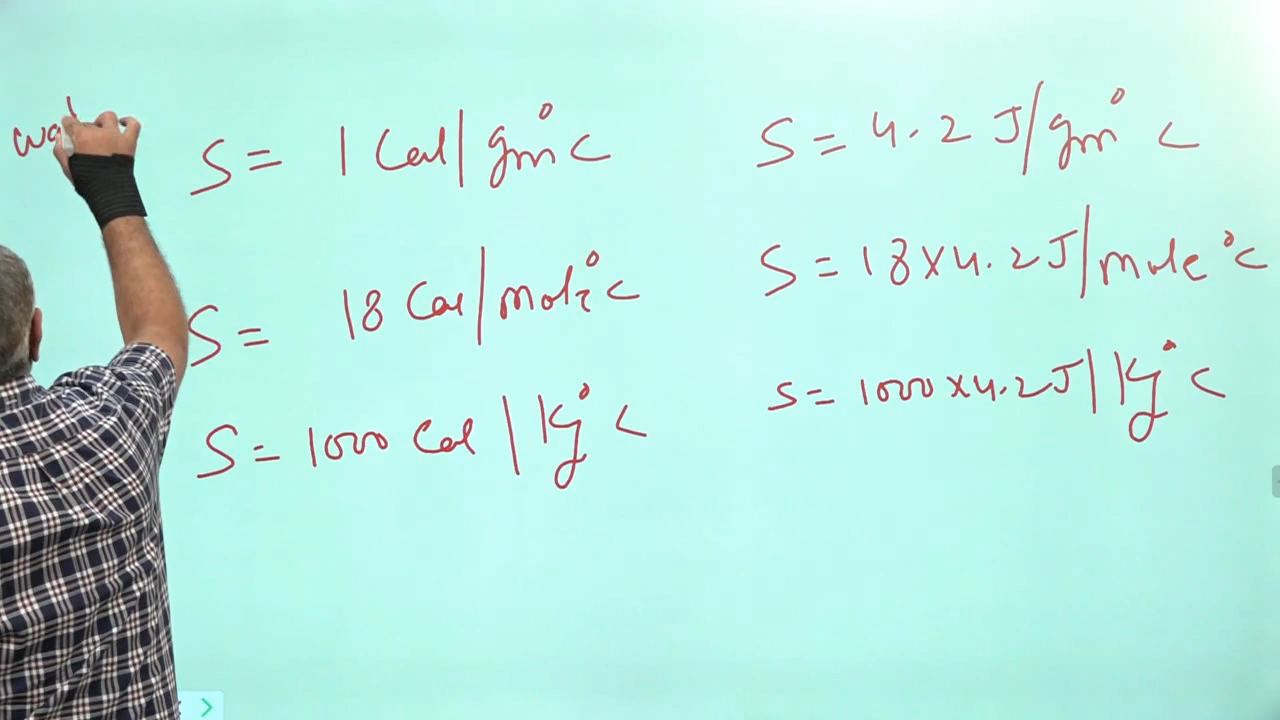 wat
S = 1 Cal / gm°C
S = 18 Cal / mole°C
S = 1000 Cal / Kg°C
S = 4.2 J / gm°C
S = 18 × 4.2 J / mole°C
S = 1000 × 4.2 J / Kg°C